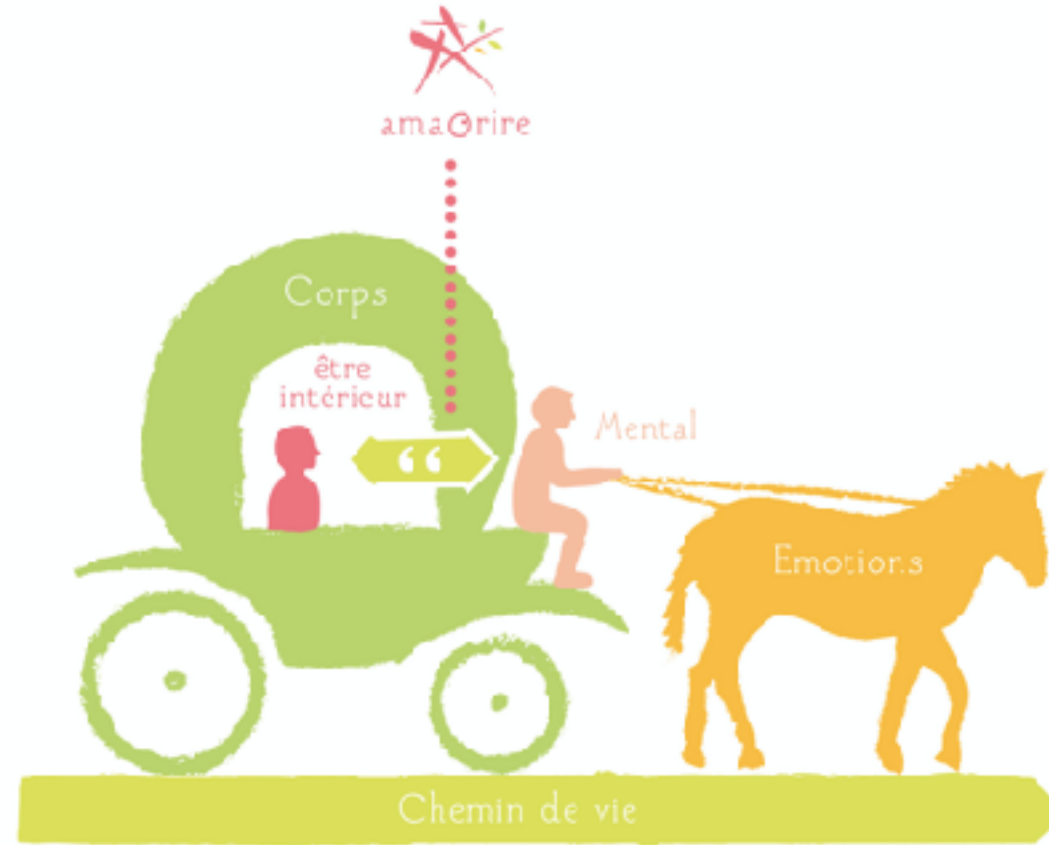 amaOrire
Corps
être
intérieur
“
Mental
Emotions
Chemin de vie